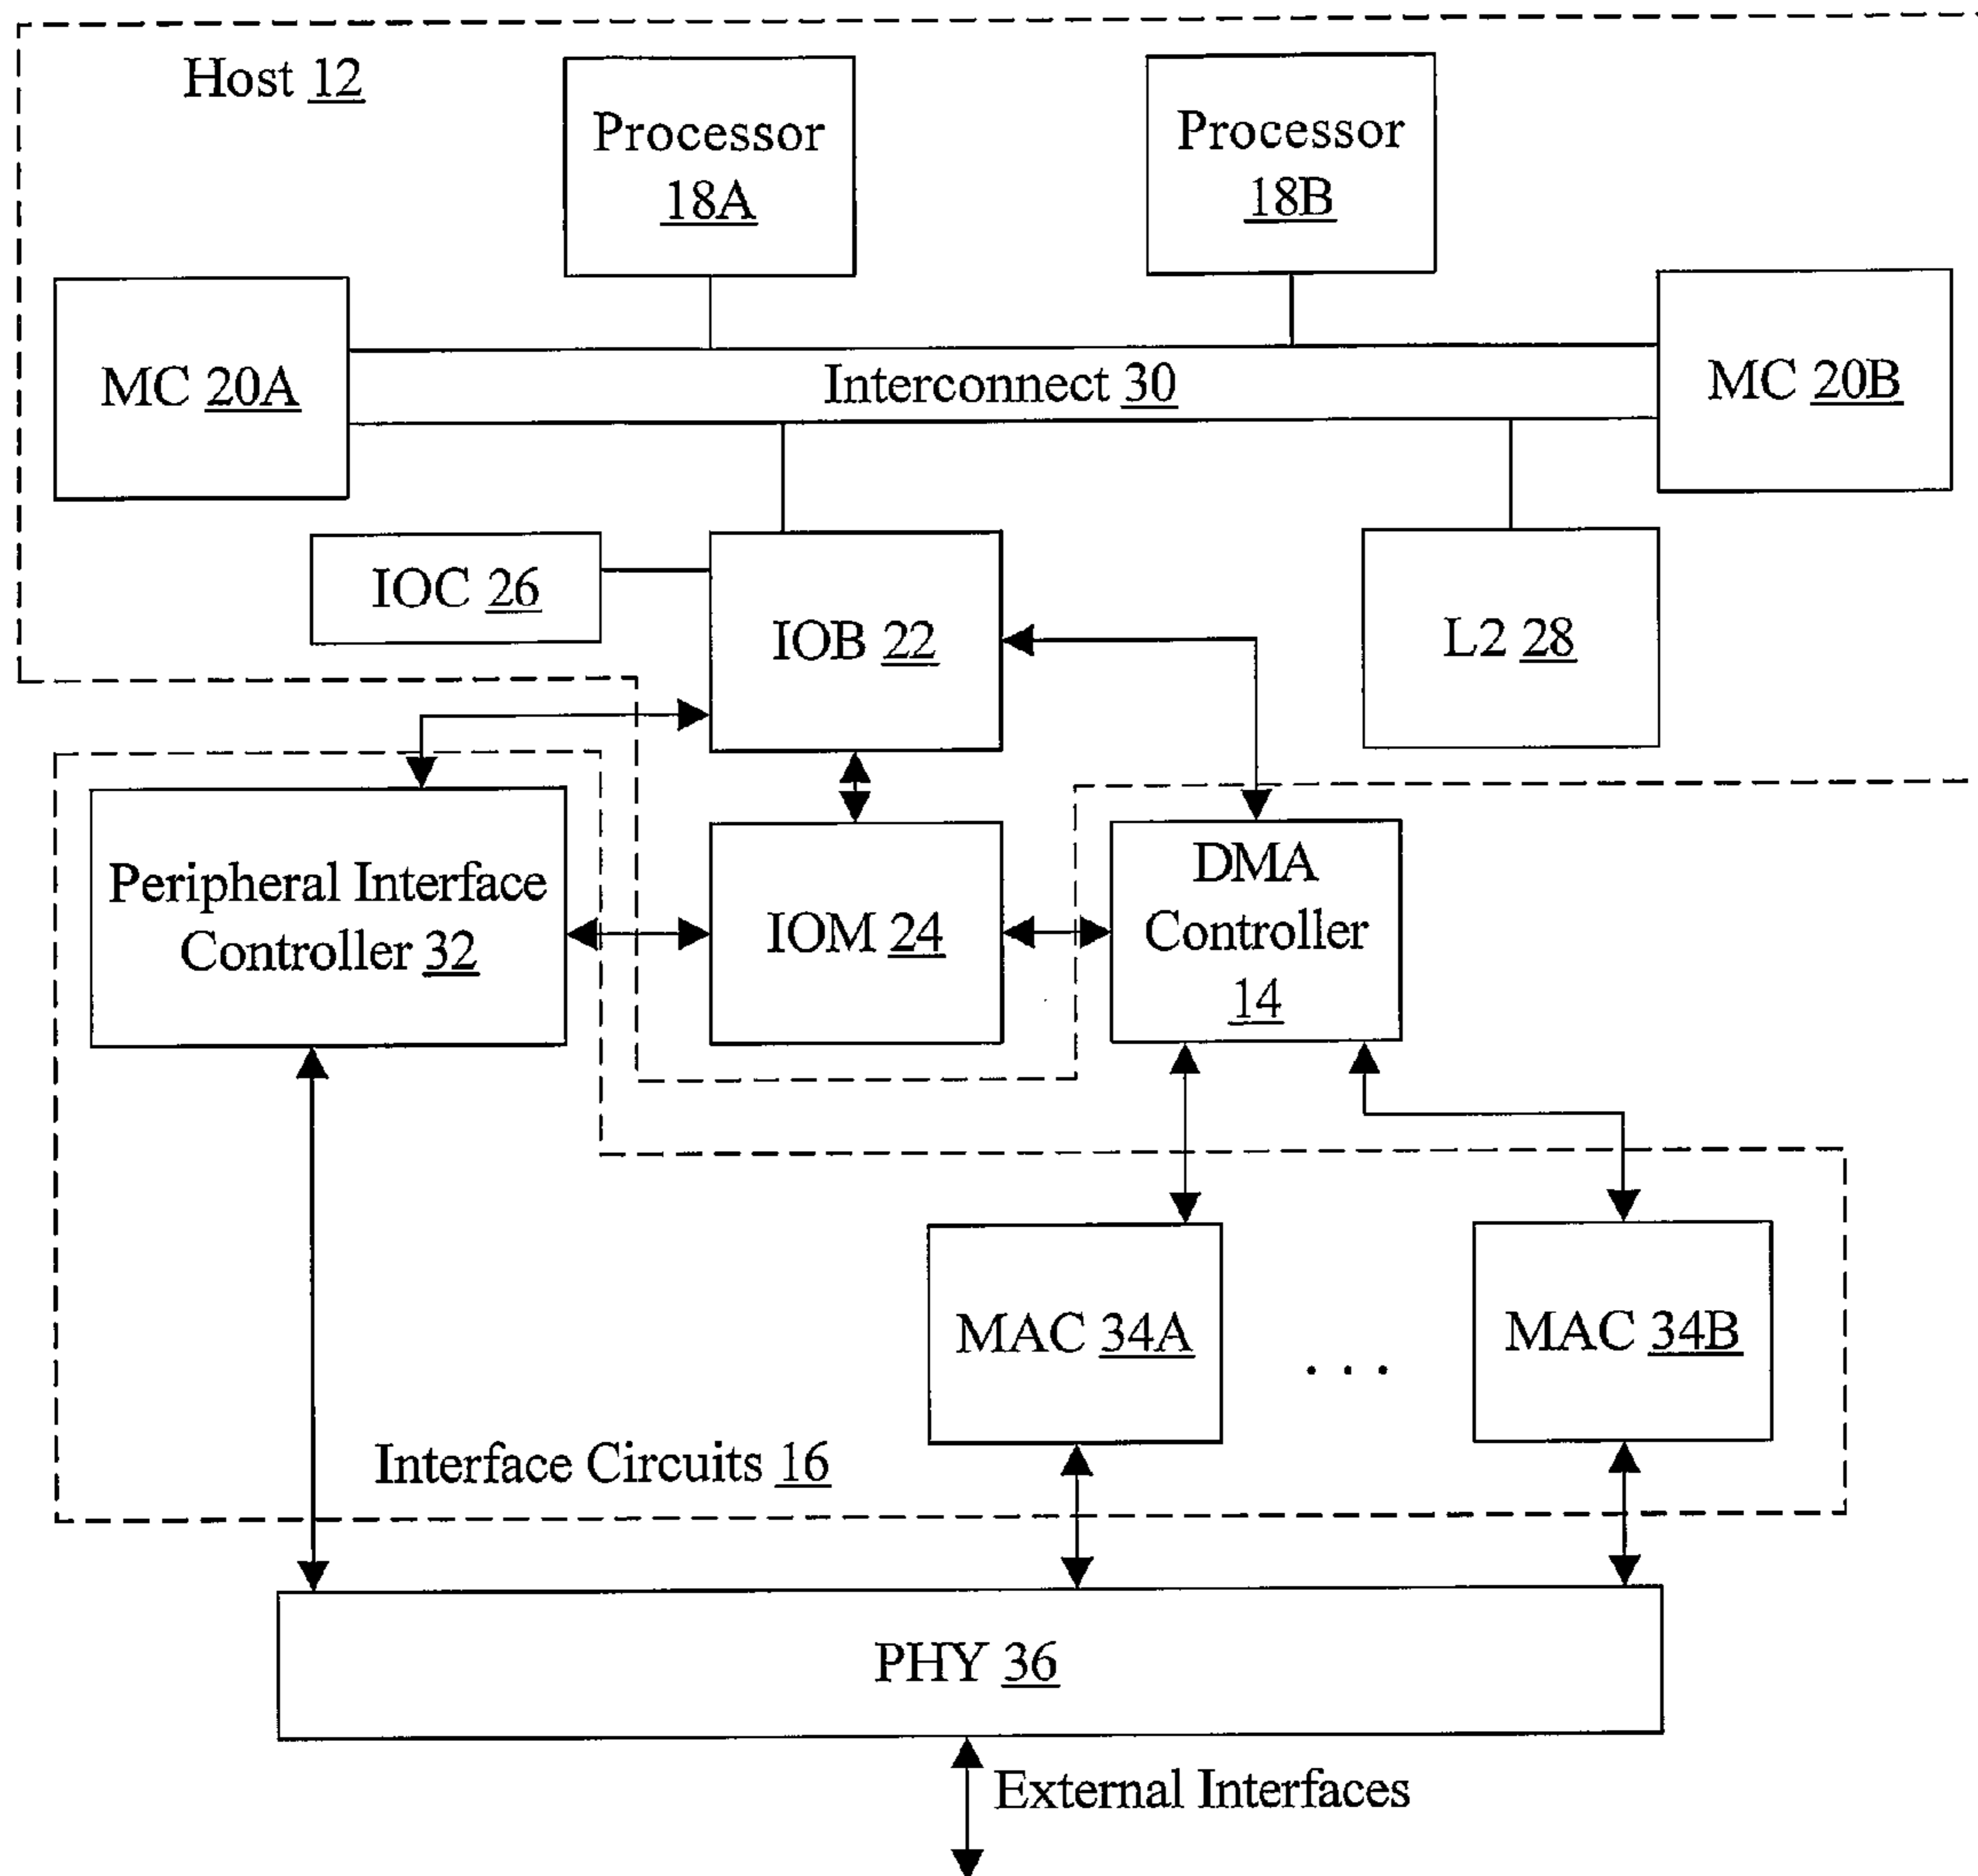 Host 12
Processor
18A
Processor
18B
MC 20A
Interconnect 30
MC 20B
IOC 26
IOB 22
L2 28
Peripheral Interface
Controller 32
IOM 24
DMA
Controller
14
MAC 34A
. . .
MAC 34B
Interface Circuits 16
PHY 36
External Interfaces